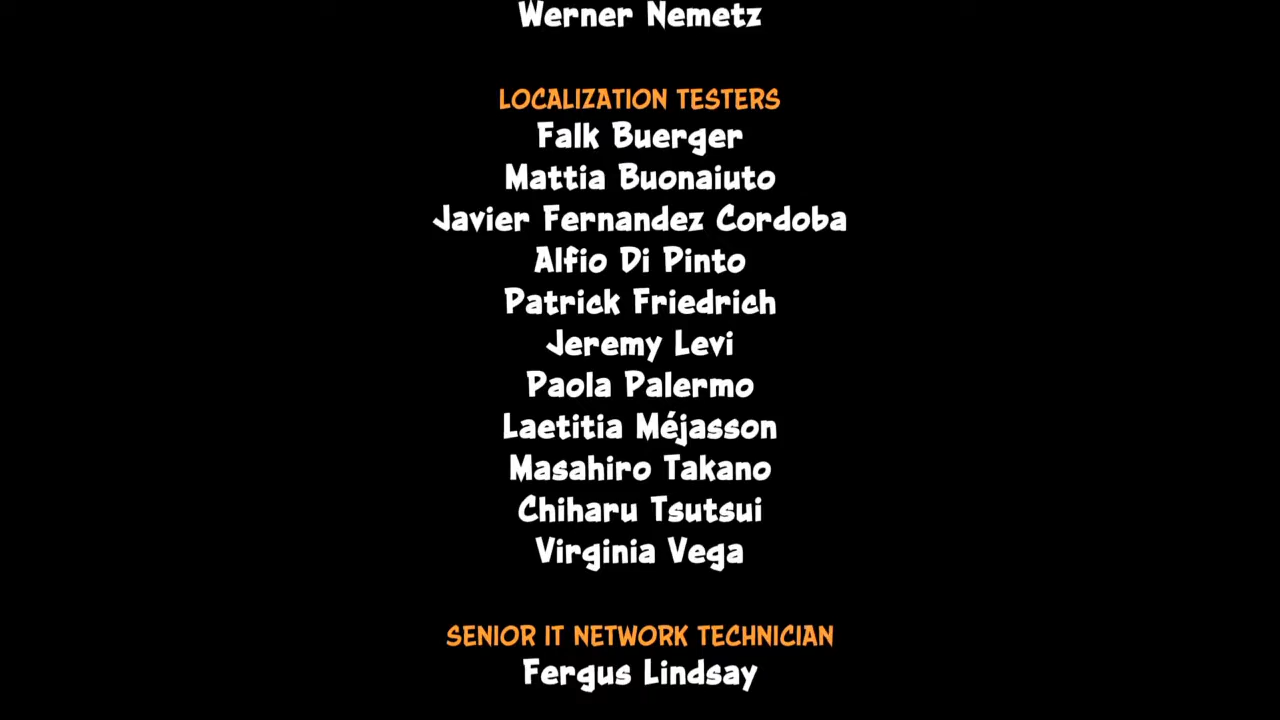 Werner Nemetz
LOCALIZATION TESTERS
Falk Buerger
Mattia Buonaiuto
Javier Fernandez Cordoba
Alfio Di Pinto
Patrick Friedrich
Jeremy Levi
Paola Palermo
Laetitia Méjasson
Masahiro Takano
Chiharu Tsutsui
Virginia Vega
SENIOR IT NETWORK TECHNICIAN
Fergus Lindsay